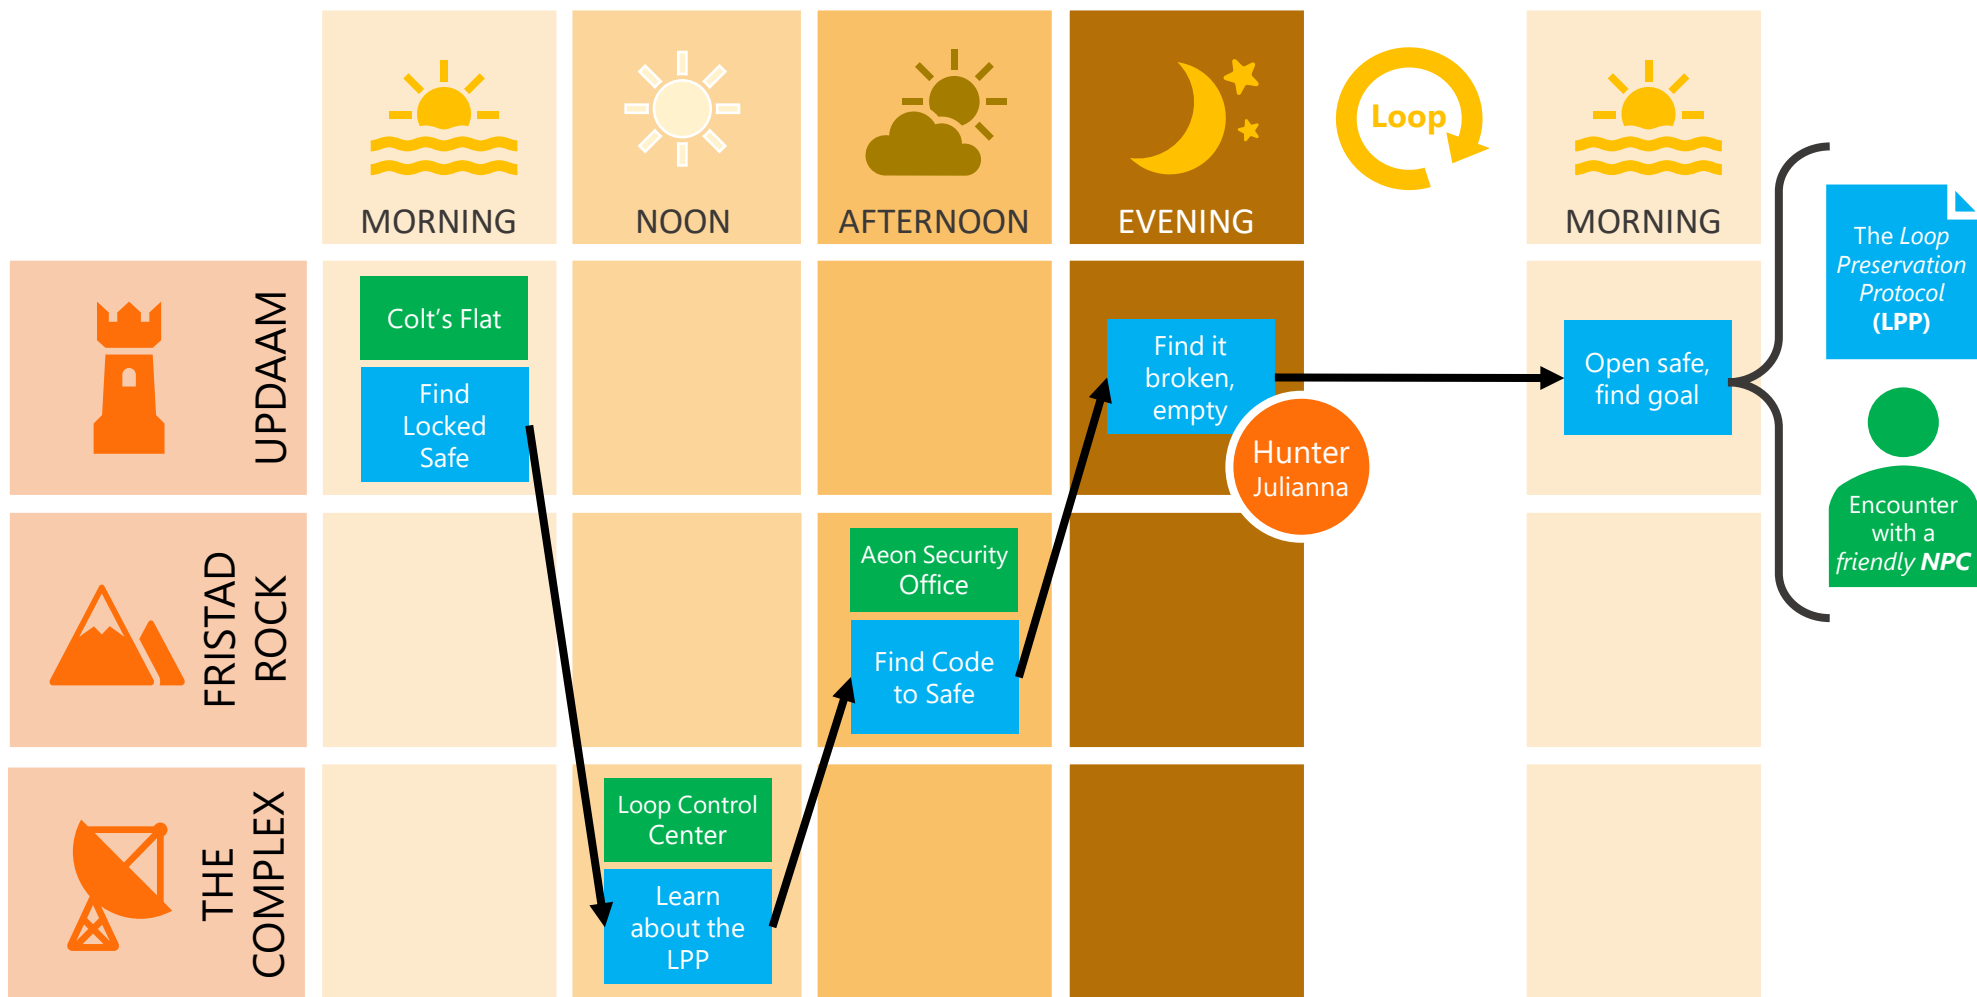 MORNING
NOON
AFTERNOON
EVENING
Loop
MORNING
The Loop
Preservation
Protocol
(LPP)
UPDAAM
Colt’s Flat
Find
Locked
Safe
Find it
broken,
empty
Hunter
Julianna
Open safe,
find goal
Encounter
with a
friendly NPC
FRISTAD
ROCK
Aeon Security
Office
Find Code
to Safe
THE
COMPLEX
Loop Control
Center
Learn
about the
LPP